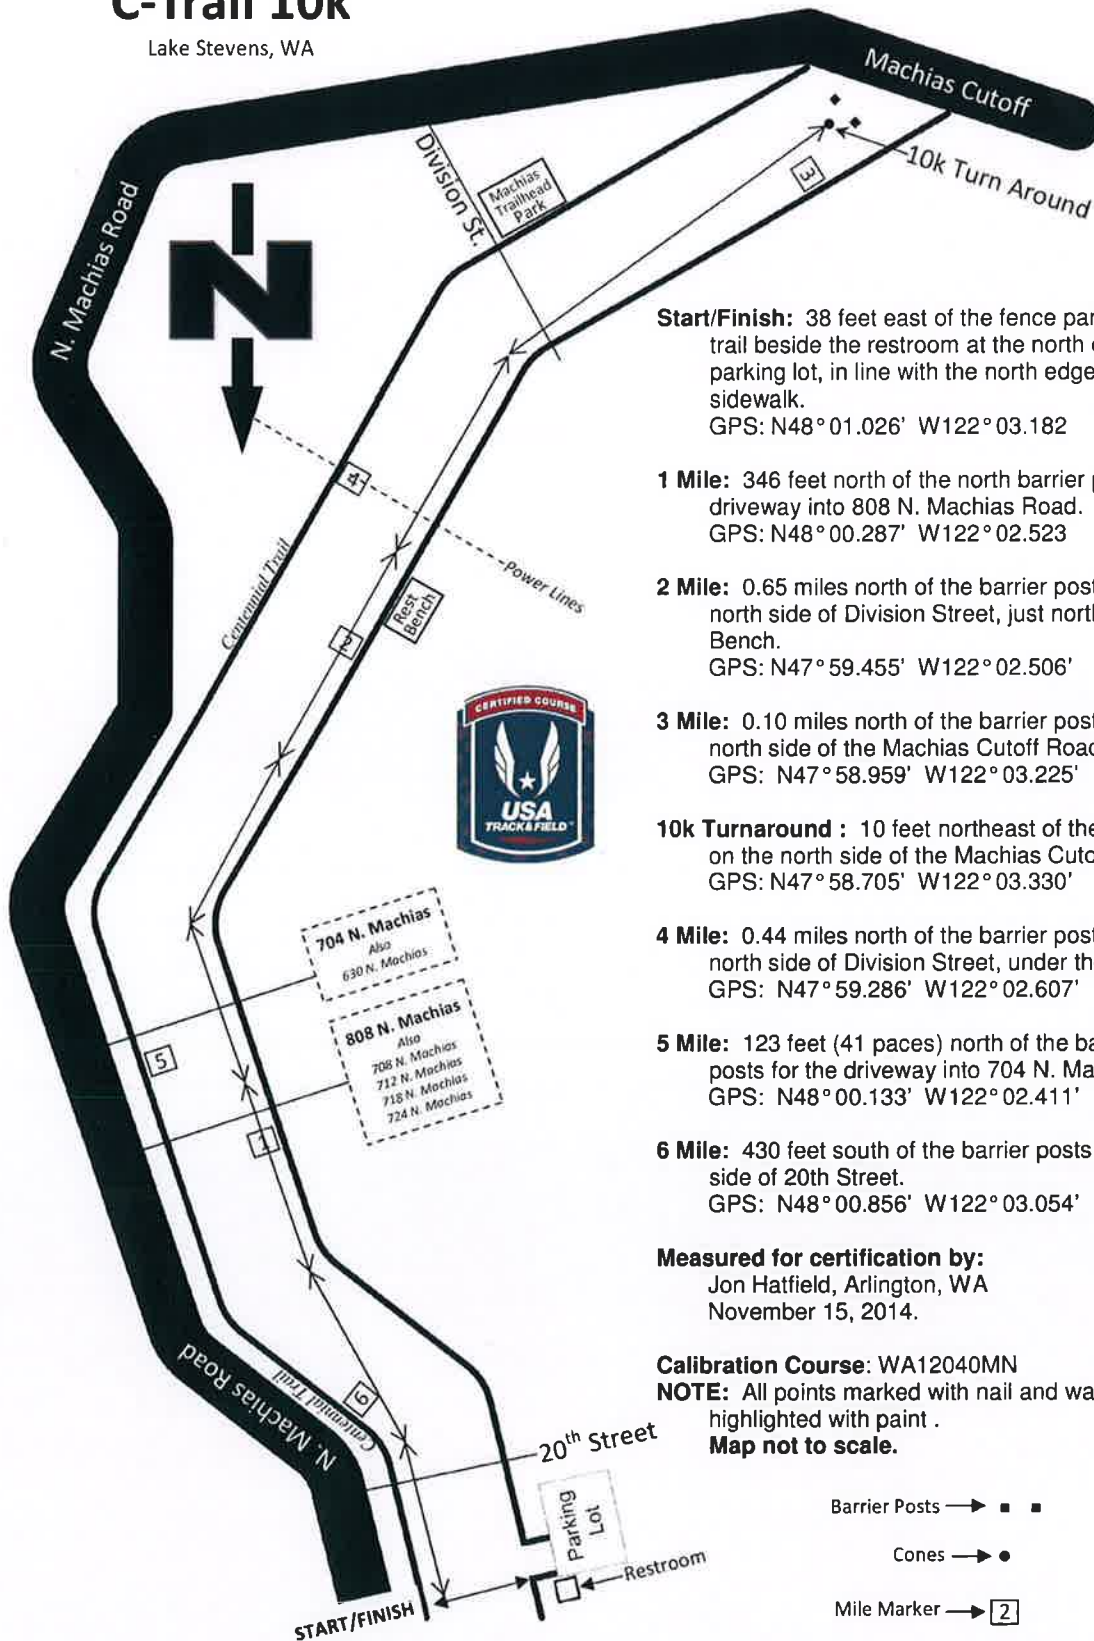 C-Trail 10k
Lake Stevens, WA
Machias Cutoff
10k Turn Around
3
Division St.
Machias
Trailhead
Park
N. Machias Road
N
4
Power Lines
Centennial Trail
Rest
Bench
2
CERTIFIED COURSE
USA
TRACK & FIELD
704 N. Machias
Also
630 N. Machias
808 N. Machias
Also
708 N. Machias
712 N. Machias
718 N. Machias
724 N. Machias
5
1
6
Centennial Trail
N. Machias Road
20th Street
Parking
Lot
Restroom
START/FINISH
Start/Finish: 38 feet east of the fence par
trail beside the restroom at the north
parking lot, in line with the north edge
sidewalk.
GPS: N48°01.026' W122°03.182
1 Mile: 346 feet north of the north barrier
driveway into 808 N. Machias Road.
GPS: N48°00.287' W122°02.523
2 Mile: 0.65 miles north of the barrier post
north side of Division Street, just nort
Bench.
GPS: N47°59.455' W122°02.506'
3 Mile: 0.10 miles north of the barrier post
north side of the Machias Cutoff Road
GPS: N47°58.959' W122°03.225'
10k Turnaround : 10 feet northeast of the
on the north side of the Machias Cuto
GPS: N47°58.705' W122°03.330'
4 Mile: 0.44 miles north of the barrier post
north side of Division Street, under th
GPS: N47°59.286' W122°02.607'
5 Mile: 123 feet (41 paces) north of the ba
posts for the driveway into 704 N. Ma
GPS: N48°00.133' W122°02.411'
6 Mile: 430 feet south of the barrier posts
side of 20th Street.
GPS: N48°00.856' W122°03.054'
Measured for certification by:
Jon Hatfield, Arlington, WA
November 15, 2014.
Calibration Course: WA12040MN
NOTE: All points marked with nail and wa
highlighted with paint .
Map not to scale.
Barrier Posts
Cones
Mile Marker
2